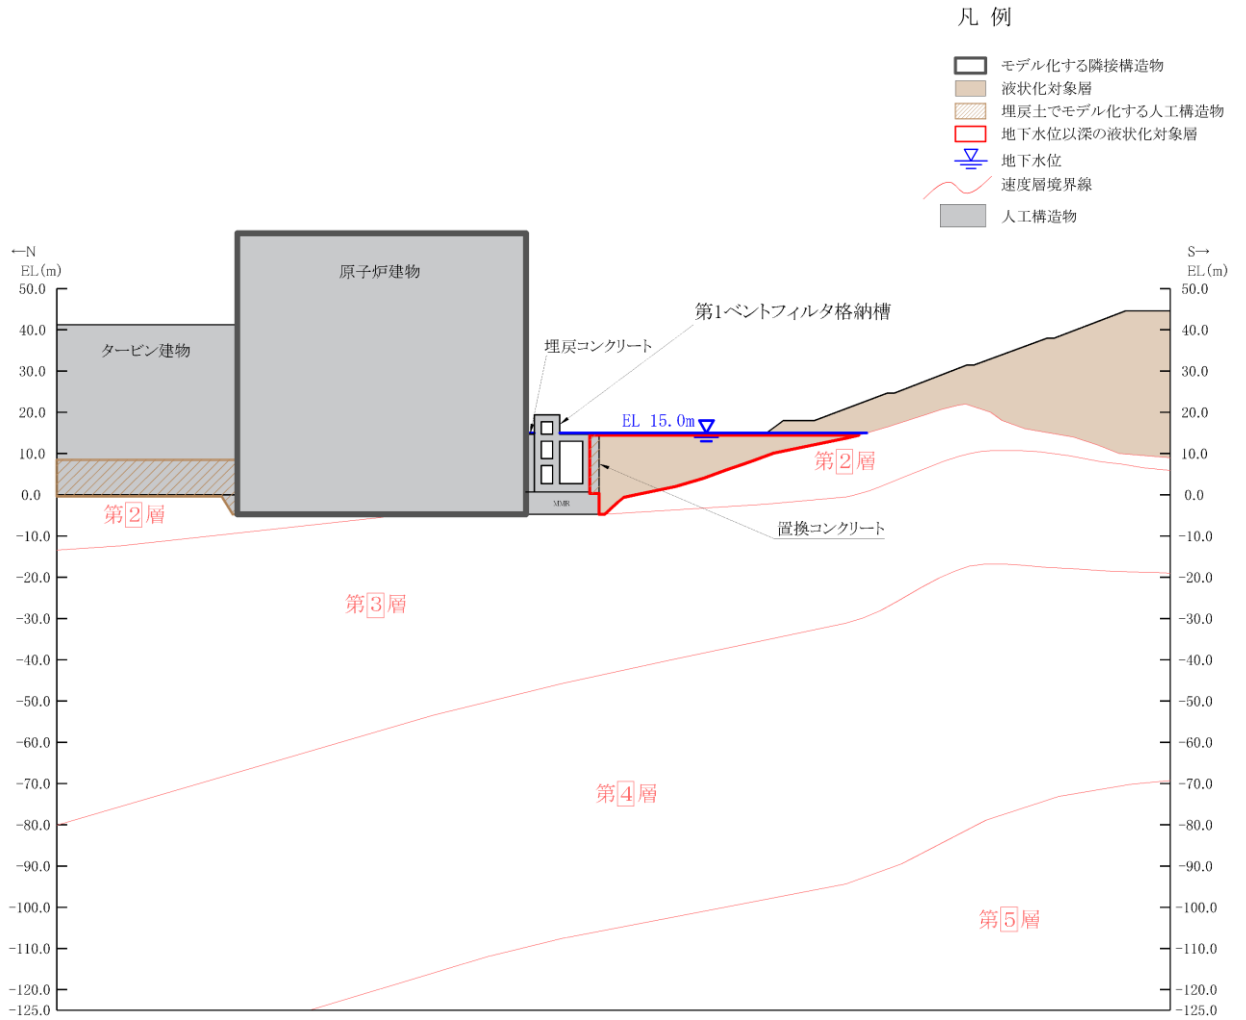 凡 例
モデル化する隣接構造物
液状化対象層
埋戻土でモデル化する人工構造物
地下水位以深の液状化対象層
地下水位
速度層境界線
人工構造物
←N
EL(m)
S→
EL(m)
50.0
40.0
30.0
20.0
10.0
0.0
-10.0
-20.0
-30.0
-40.0
-50.0
-60.0
-70.0
-80.0
-90.0
-100.0
-110.0
-120.0
-125.0
原子炉建物
タービン建物
第1ベントフィルタ格納槽
埋戻コンクリート
EL 15.0m
MMR
置換コンクリート
第2層
第2層
第3層
第4層
第5層
50.0
40.0
30.0
20.0
10.0
0.0
-10.0
-20.0
-30.0
-40.0
-50.0
-60.0
-70.0
-80.0
-90.0
-100.0
-110.0
-120.0
-125.0